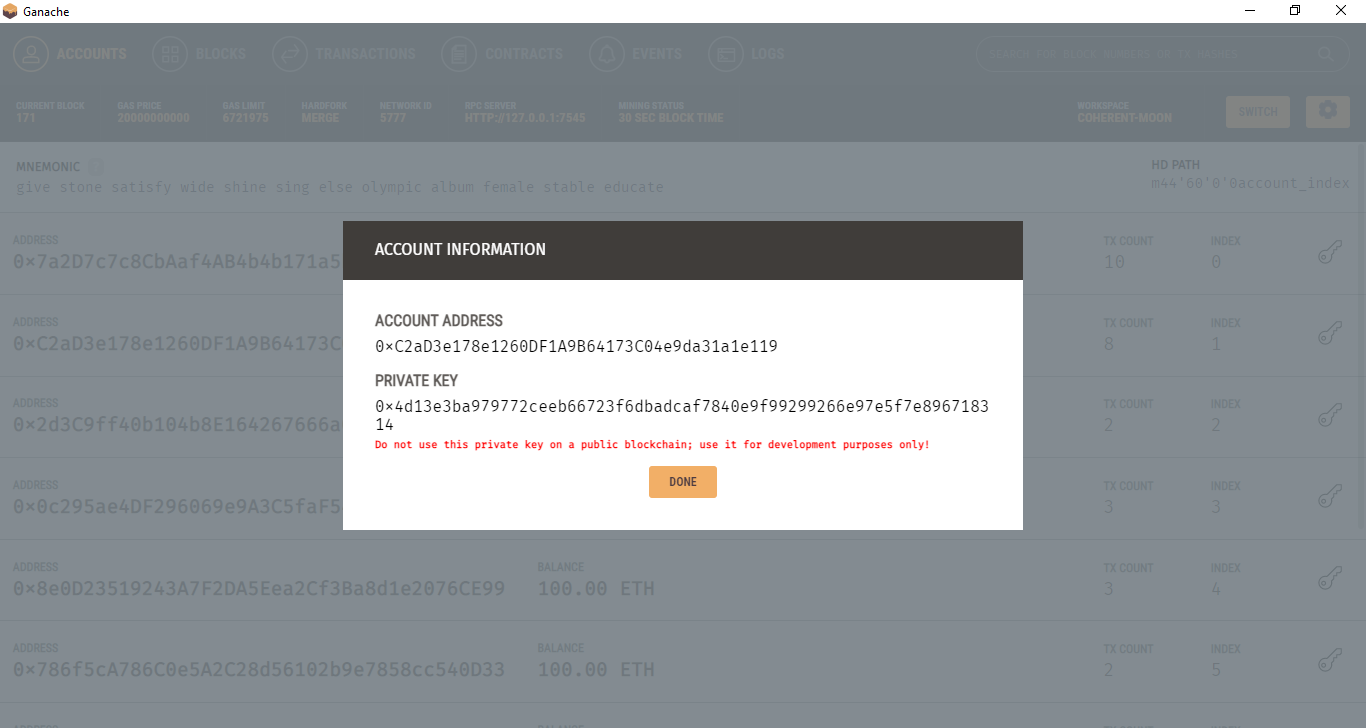 Ganache
ACCOUNTS BLOCKS TRANSACTIONS CONTRACTS EVENTS LOGS SEARCH FOR BLOCK NUMBERS OR TX HASHES
CURRENT BLOCK GAS PRICE GAS LIMIT HARDFORK NETWORK ID RPC SERVER MINING STATUS WORKSPACE
171 20000000000 6721975 MERGE 5777 HTTP://127.0.0.1:7545 30 SEC BLOCK TIME COHERENT-MOON SWITCH
MNEMONIC ? HD PATH
give stone satisfy wide shine sing else olympic album female stable educate m44'60'0'0account_index
ADDRESS TX COUNT INDEX
0×7a2D7c7c8CbAaf4AB4b4b171a5 10 0
ACCOUNT INFORMATION
ACCOUNT ADDRESS
0×C2aD3e178e1260DF1A9B64173C04e9da31a1e119
PRIVATE KEY
0×4d13e3ba979772ceeb66723f6dbadcaf7840e9f99299266e97e5f7e8967183
14
Do not use this private key on a public blockchain; use it for development purposes only!
DONE
ADDRESS TX COUNT INDEX
0×C2aD3e178e1260DF1A9B64173C 8 1
ADDRESS TX COUNT INDEX
0×2d3C9ff40b104b8E164267666a 2 2
ADDRESS TX COUNT INDEX
0×0c295ae4DF296069e9A3C5faF5 3 3
ADDRESS BALANCE TX COUNT INDEX
0×8e0D23519243A7F2DA5Eea2Cf3Ba8d1e2076CE99 100.00 ETH 3 4
ADDRESS BALANCE TX COUNT INDEX
0×786f5cA786C0e5A2C28d56102b9e7858cc540D33 100.00 ETH 2 5